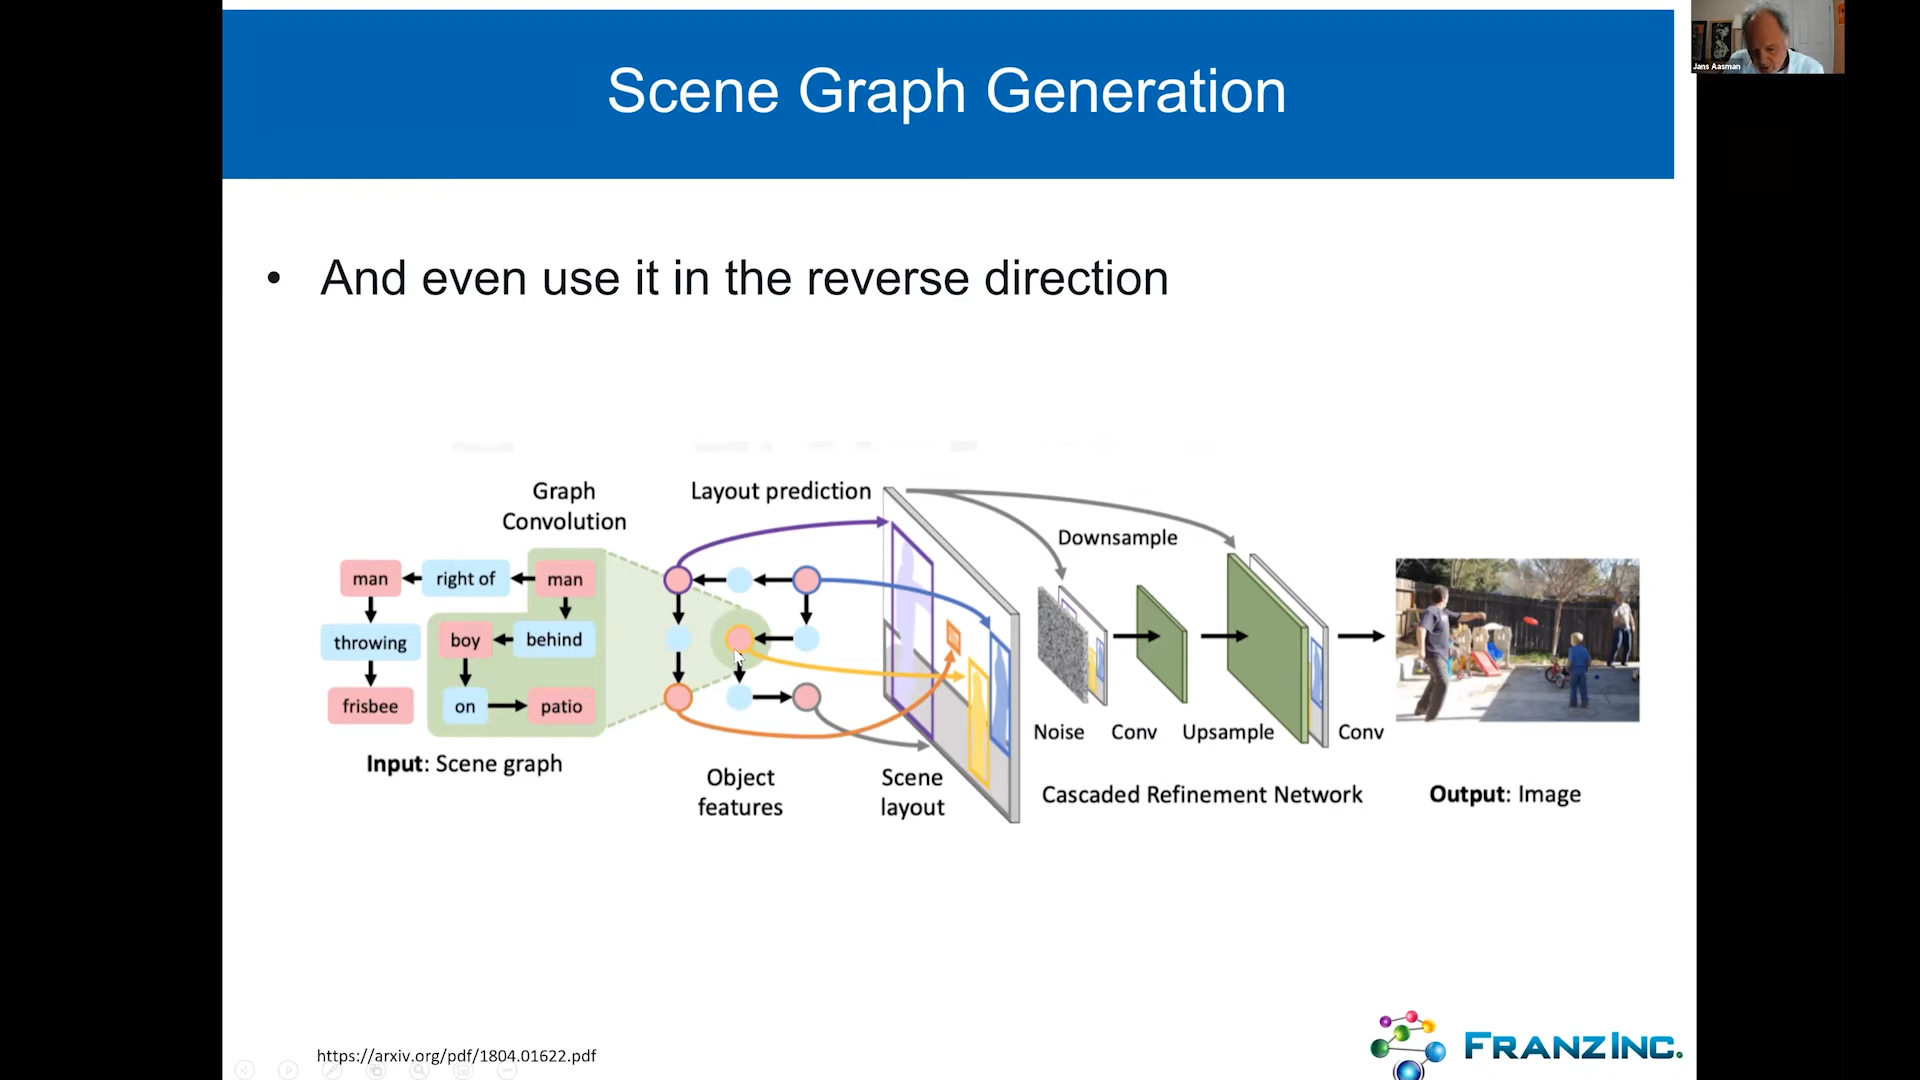 Scene Graph Generation
Jans Aasman
• And even use it in the reverse direction
Graph
Convolution
Layout prediction
Downsample
man
right of
man
throwing
boy
behind
frisbee
on
patio
Input: Scene graph
Object
features
Scene
layout
Noise
Conv
Upsample
Conv
Cascaded Refinement Network
Output: Image
https://arxiv.org/pdf/1804.01622.pdf
FRANZ INC.